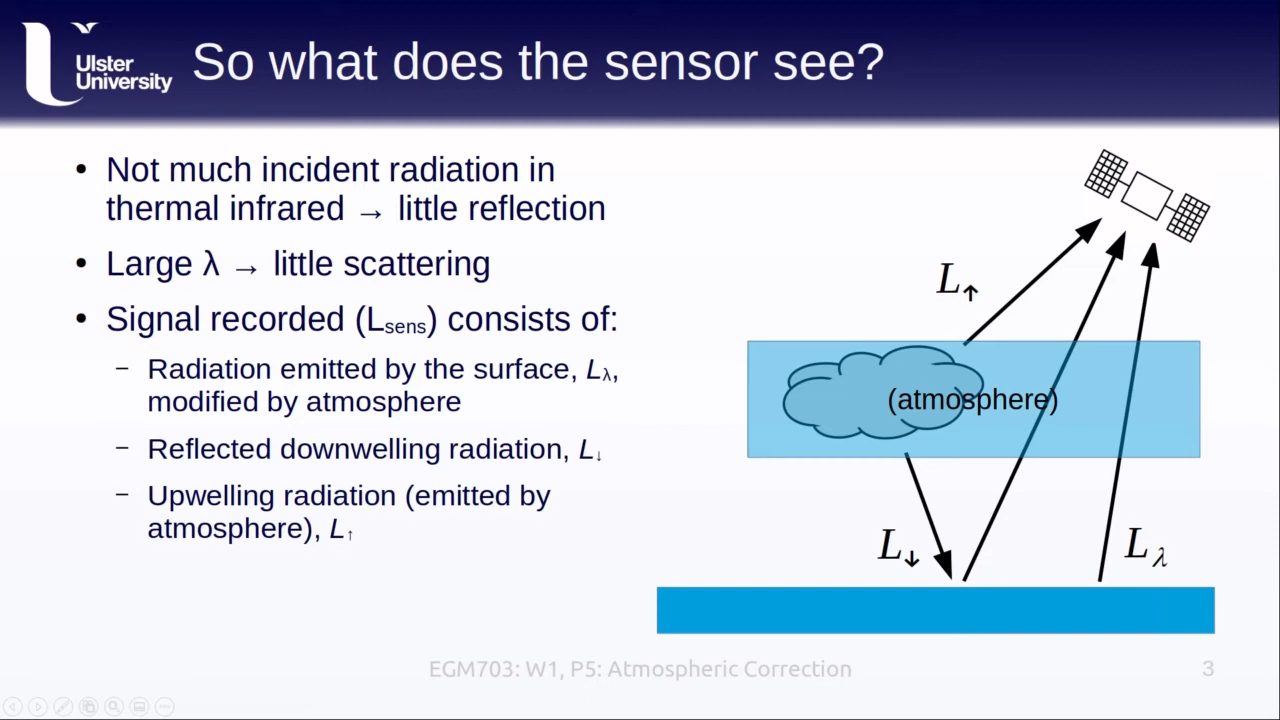 Ulster
University
So what does the sensor see?
• Not much incident radiation in
thermal infrared → little reflection
• Large λ → little scattering
• Signal recorded (Lsens) consists of:
– Radiation emitted by the surface, Lλ,
modified by atmosphere
– Reflected downwelling radiation, L↓
– Upwelling radiation (emitted by
atmosphere), L↑
L↑
(atmosphere)
L↓
Lλ
EGM703: W1, P5: Atmospheric Correction
3